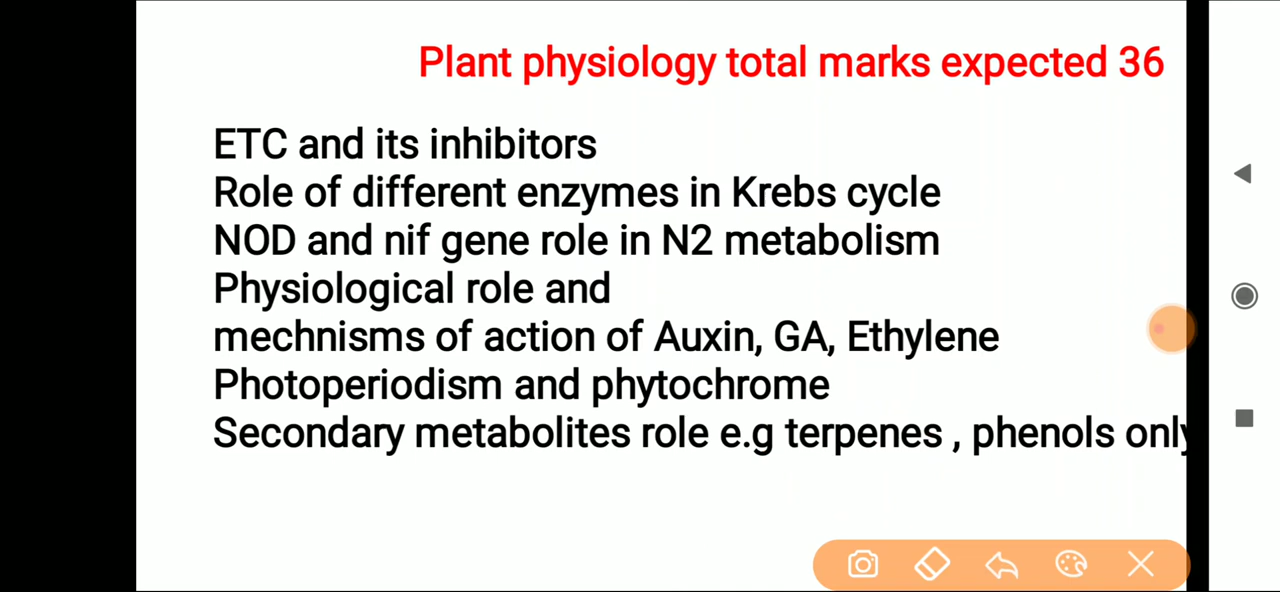 Plant physiology total marks expected 36
ETC and its inhibitors
Role of different enzymes in Krebs cycle
NOD and nif gene role in N2 metabolism
Physiological role and
mechnisms of action of Auxin, GA, Ethylene
Photoperiodism and phytochrome
Secondary metabolites role e.g terpenes , phenols only